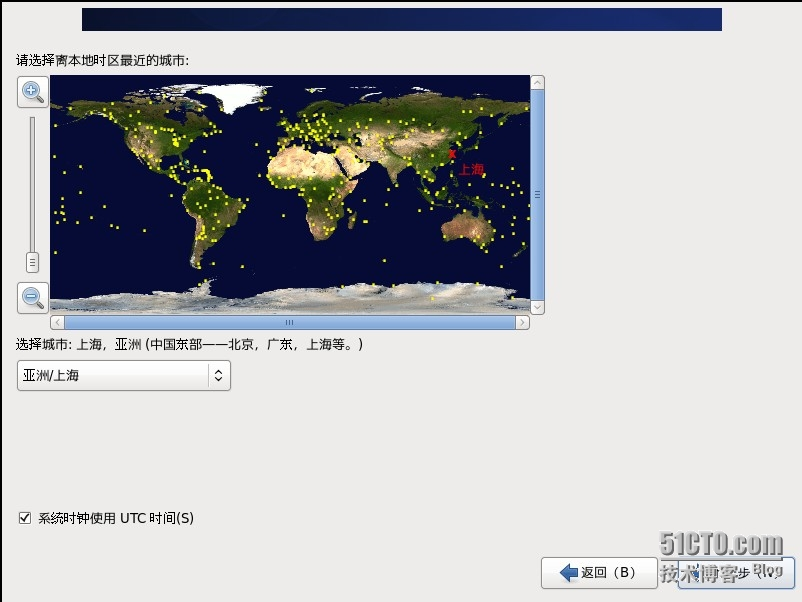 请选择离本地时区最近的城市:
上海
选择城市: 上海，亚洲 (中国东部——北京，广东，上海等。)
亚洲/上海
系统时钟使用 UTC 时间(S)
51CTO.com
返回 (B)
技术博客 Blog
步